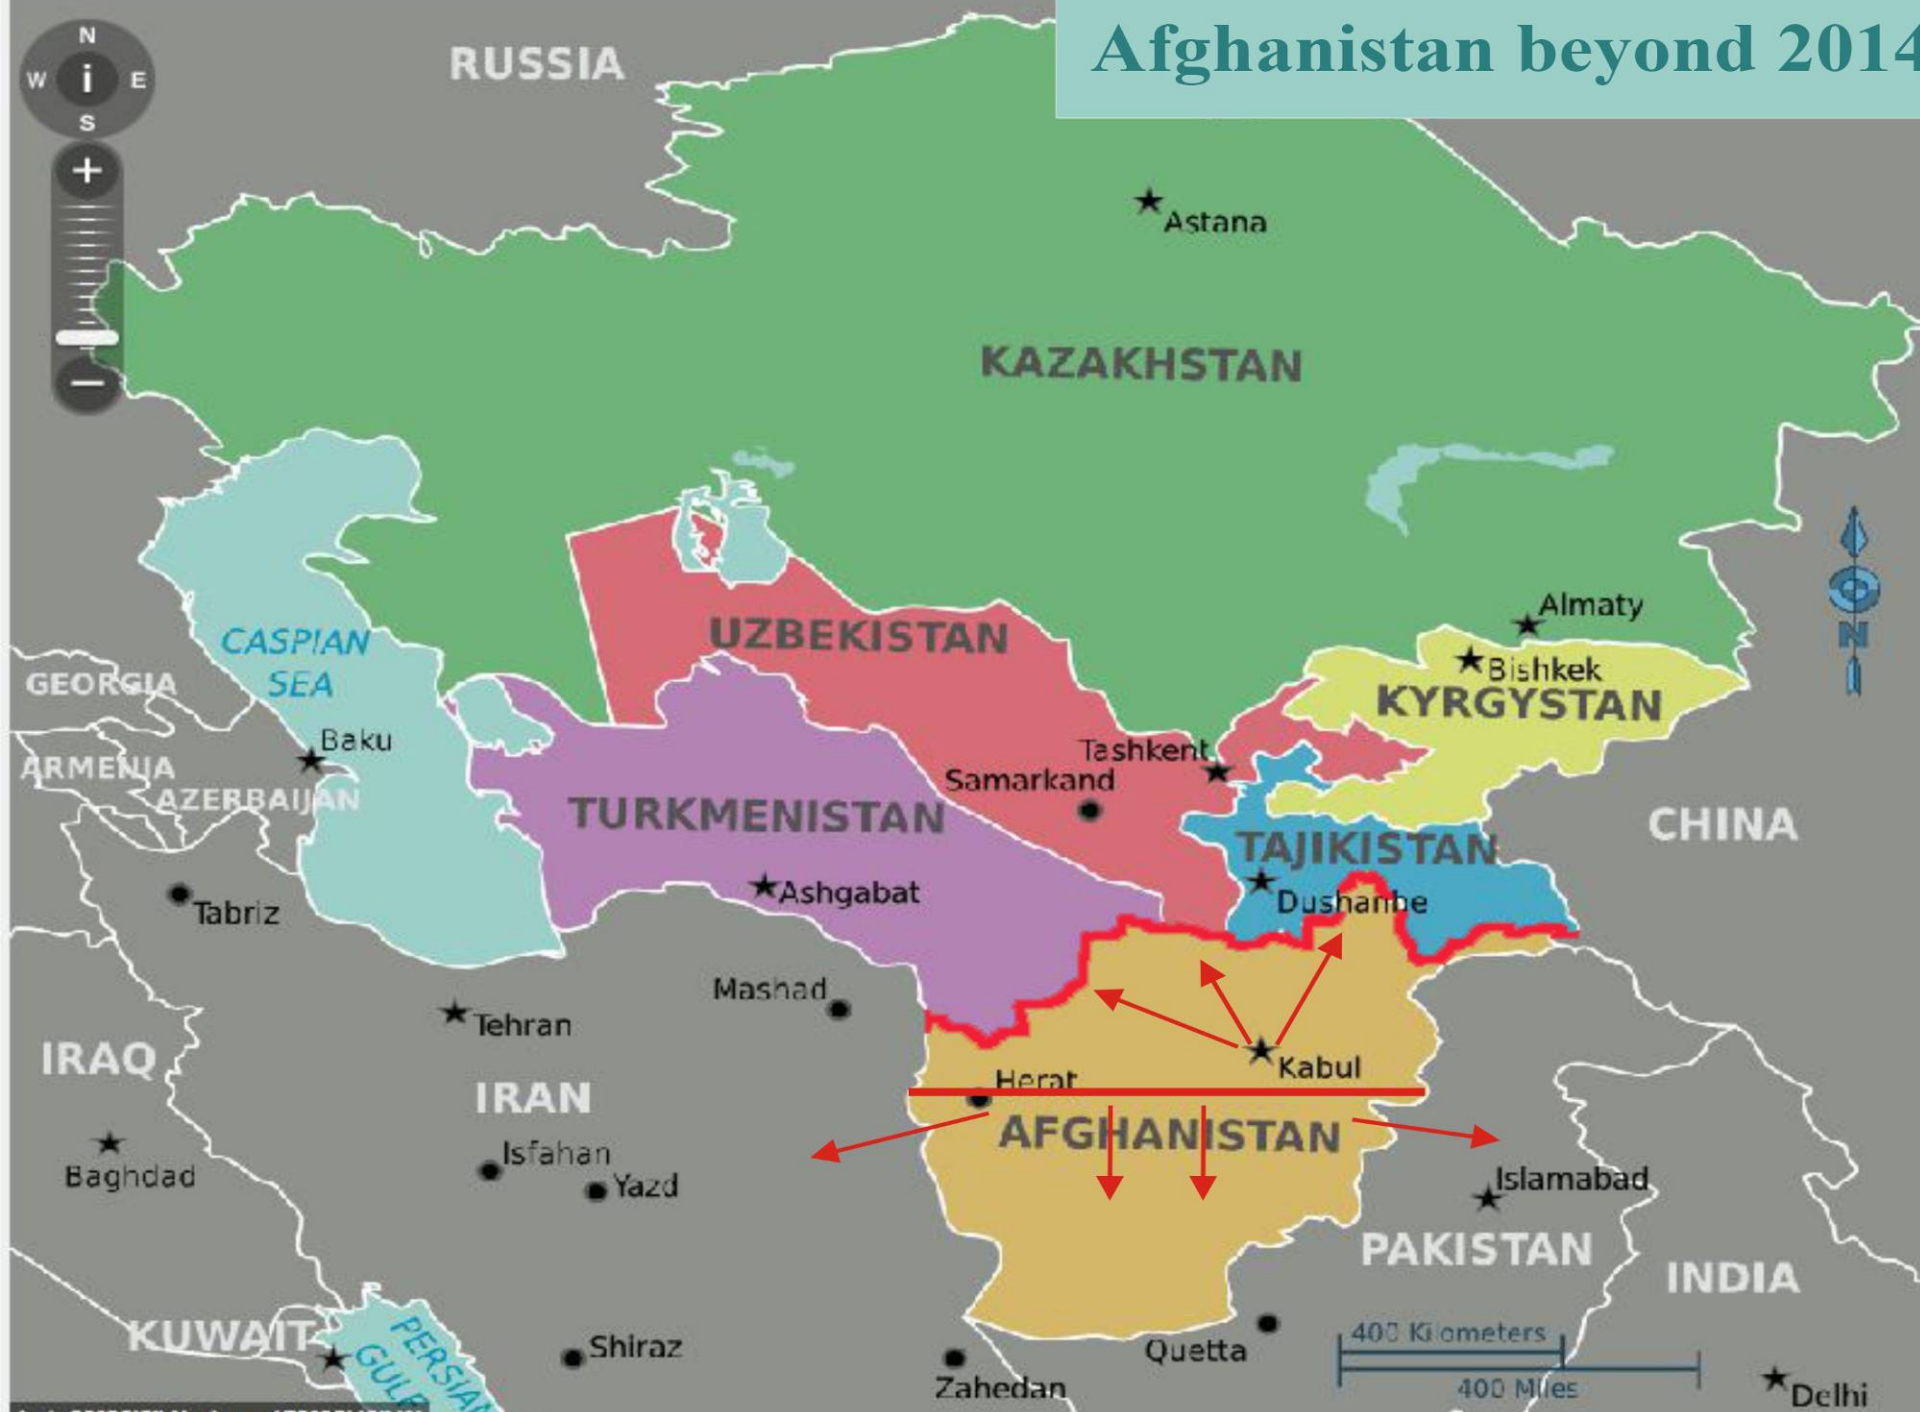 Afghanistan beyond 2014
N
W i E
S
+
−
RUSSIA
Astana
KAZAKHSTAN
Almaty
UZBEKISTAN
CASPIAN
SEA
Bishkek
KYRGYSTAN
N
GEORGIA
Baku
ARMENIA
AZERBAIJAN
Tashkent
Samarkand
TURKMENISTAN
CHINA
TAJIKISTAN
Ashgabat
Dushanbe
Tabriz
Mashad
Tehran
IRAQ
IRAN
Kabul
Herat
AFGHANISTAN
Baghdad
Isfahan
Yazd
Islamabad
PAKISTAN
INDIA
KUWAIT
PERSIAN
GULF
Shiraz
Quetta
Zahedan
400 Kilometers
400 Miles
Delhi